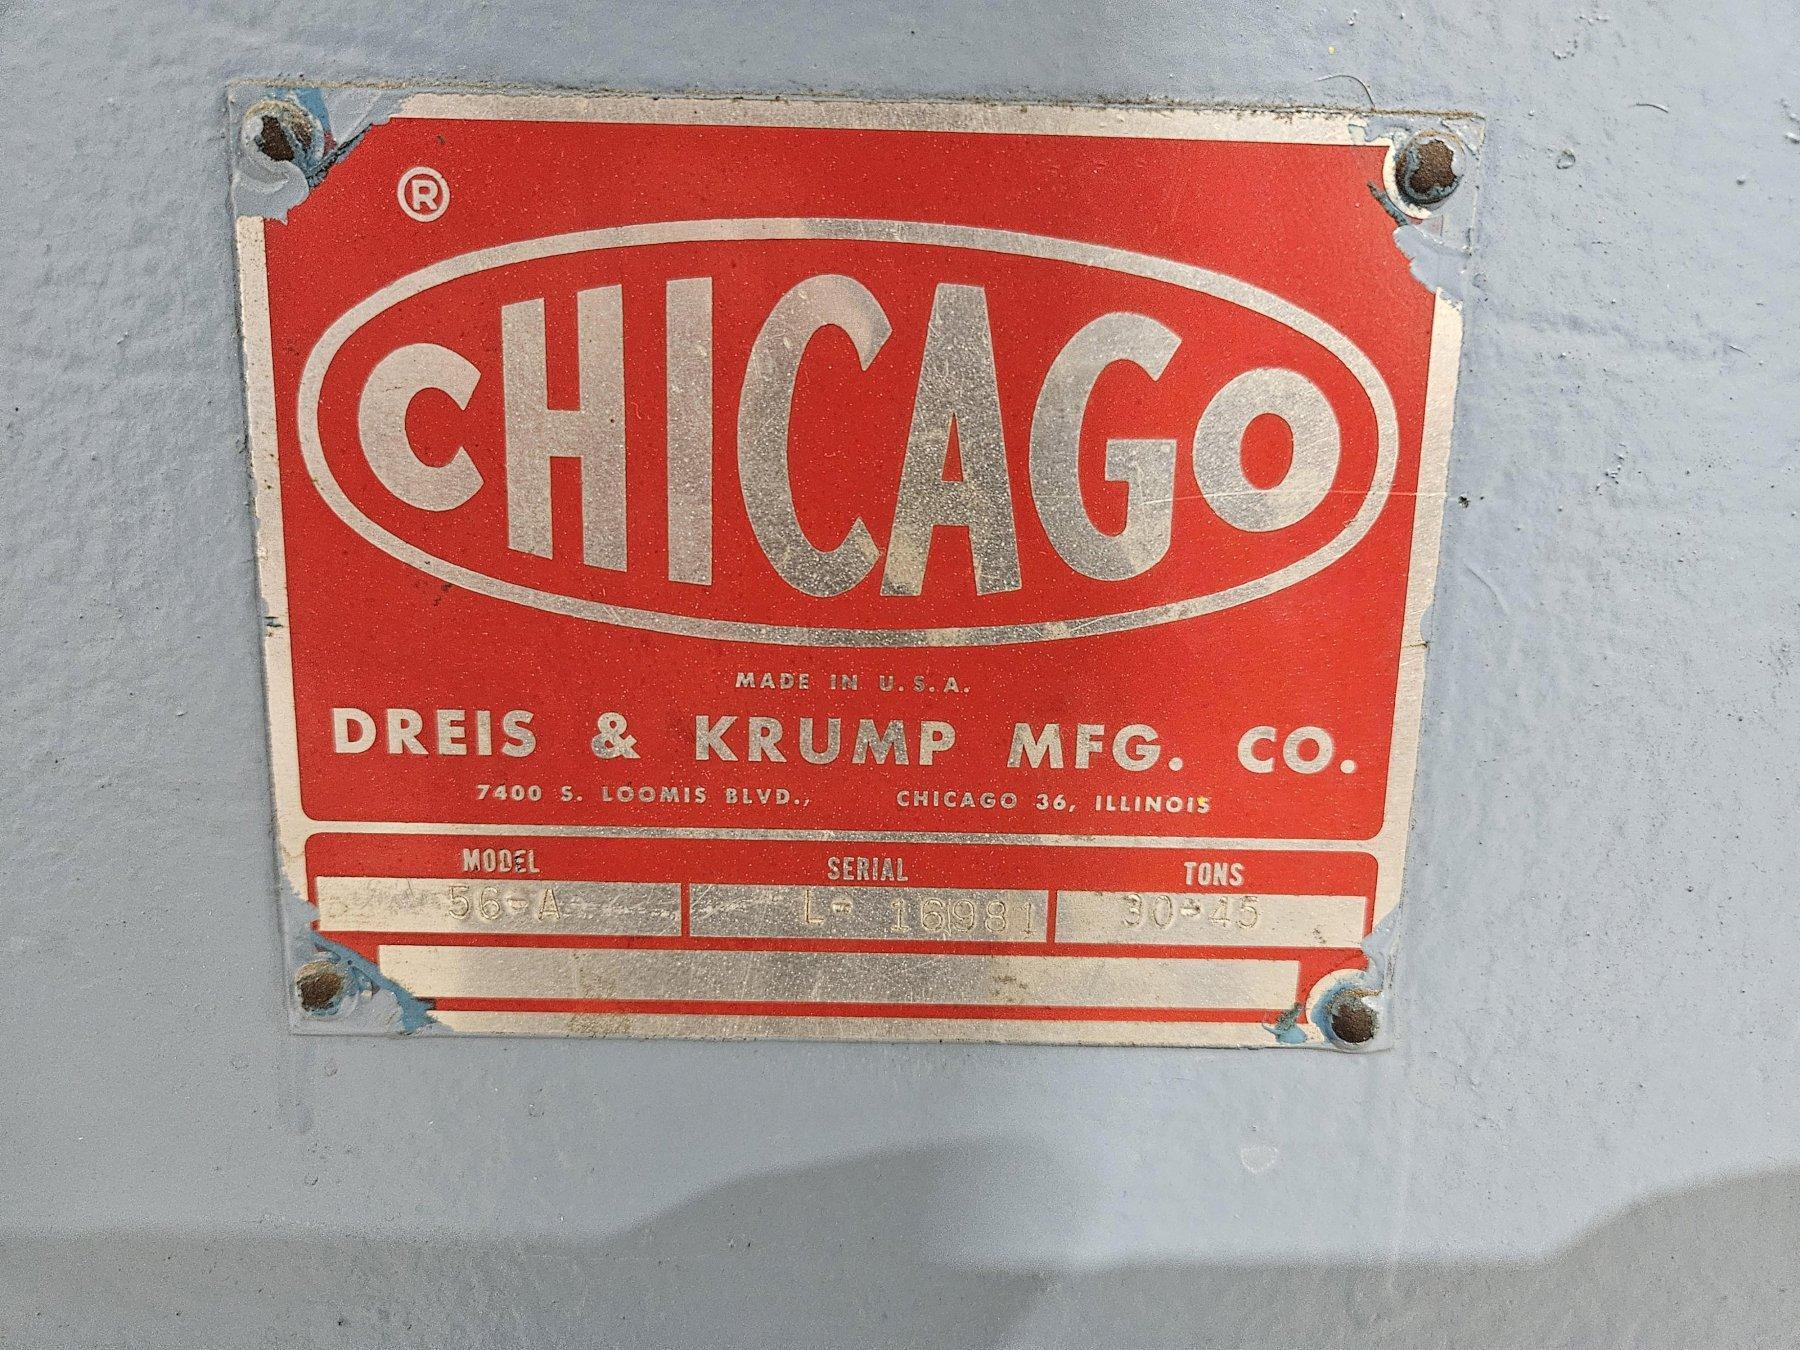 ®
CHICAGO
MADE IN U.S.A.
DREIS & KRUMP MFG. CO.
7400 S. LOOMIS BLVD., CHICAGO 36, ILLINOIS
MODEL SERIAL TONS
56-A L- 16981 30-45